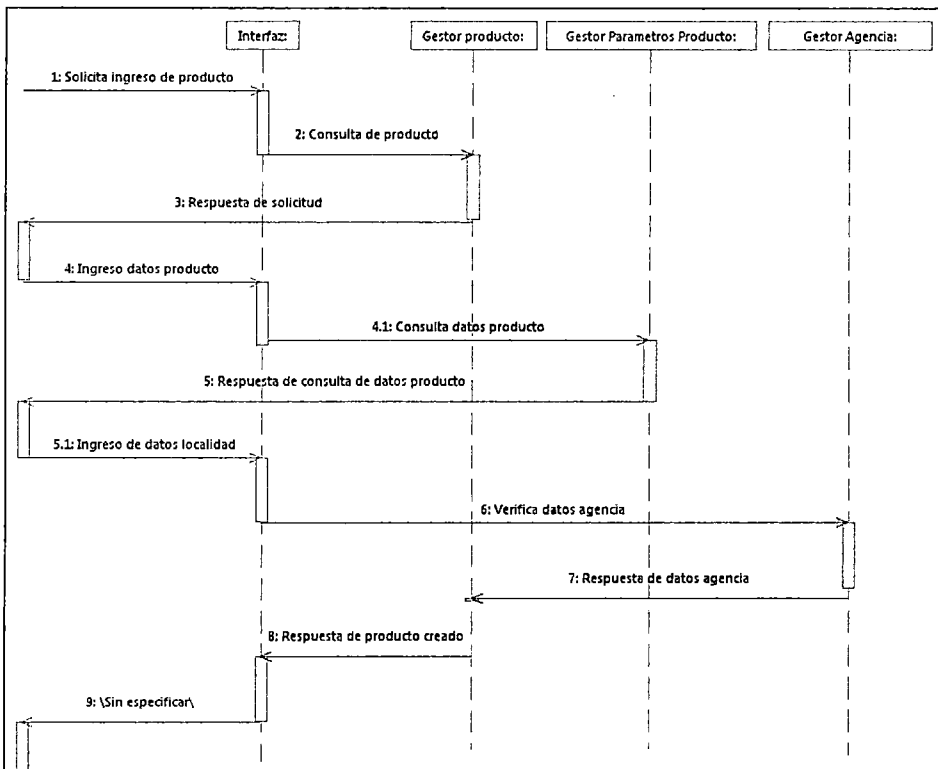 Interfaz:
Gestor producto:
Gestor Parametros Producto:
Gestor Agencia:
1: Solicita ingreso de producto
2: Consulta de producto
3: Respuesta de solicitud
4: Ingreso datos producto
4.1: Consulta datos producto
5: Respuesta de consulta de datos producto
5.1: Ingreso de datos localidad
6: Verifica datos agencia
7: Respuesta de datos agencia
8: Respuesta de producto creado
9: \Sin especificar\